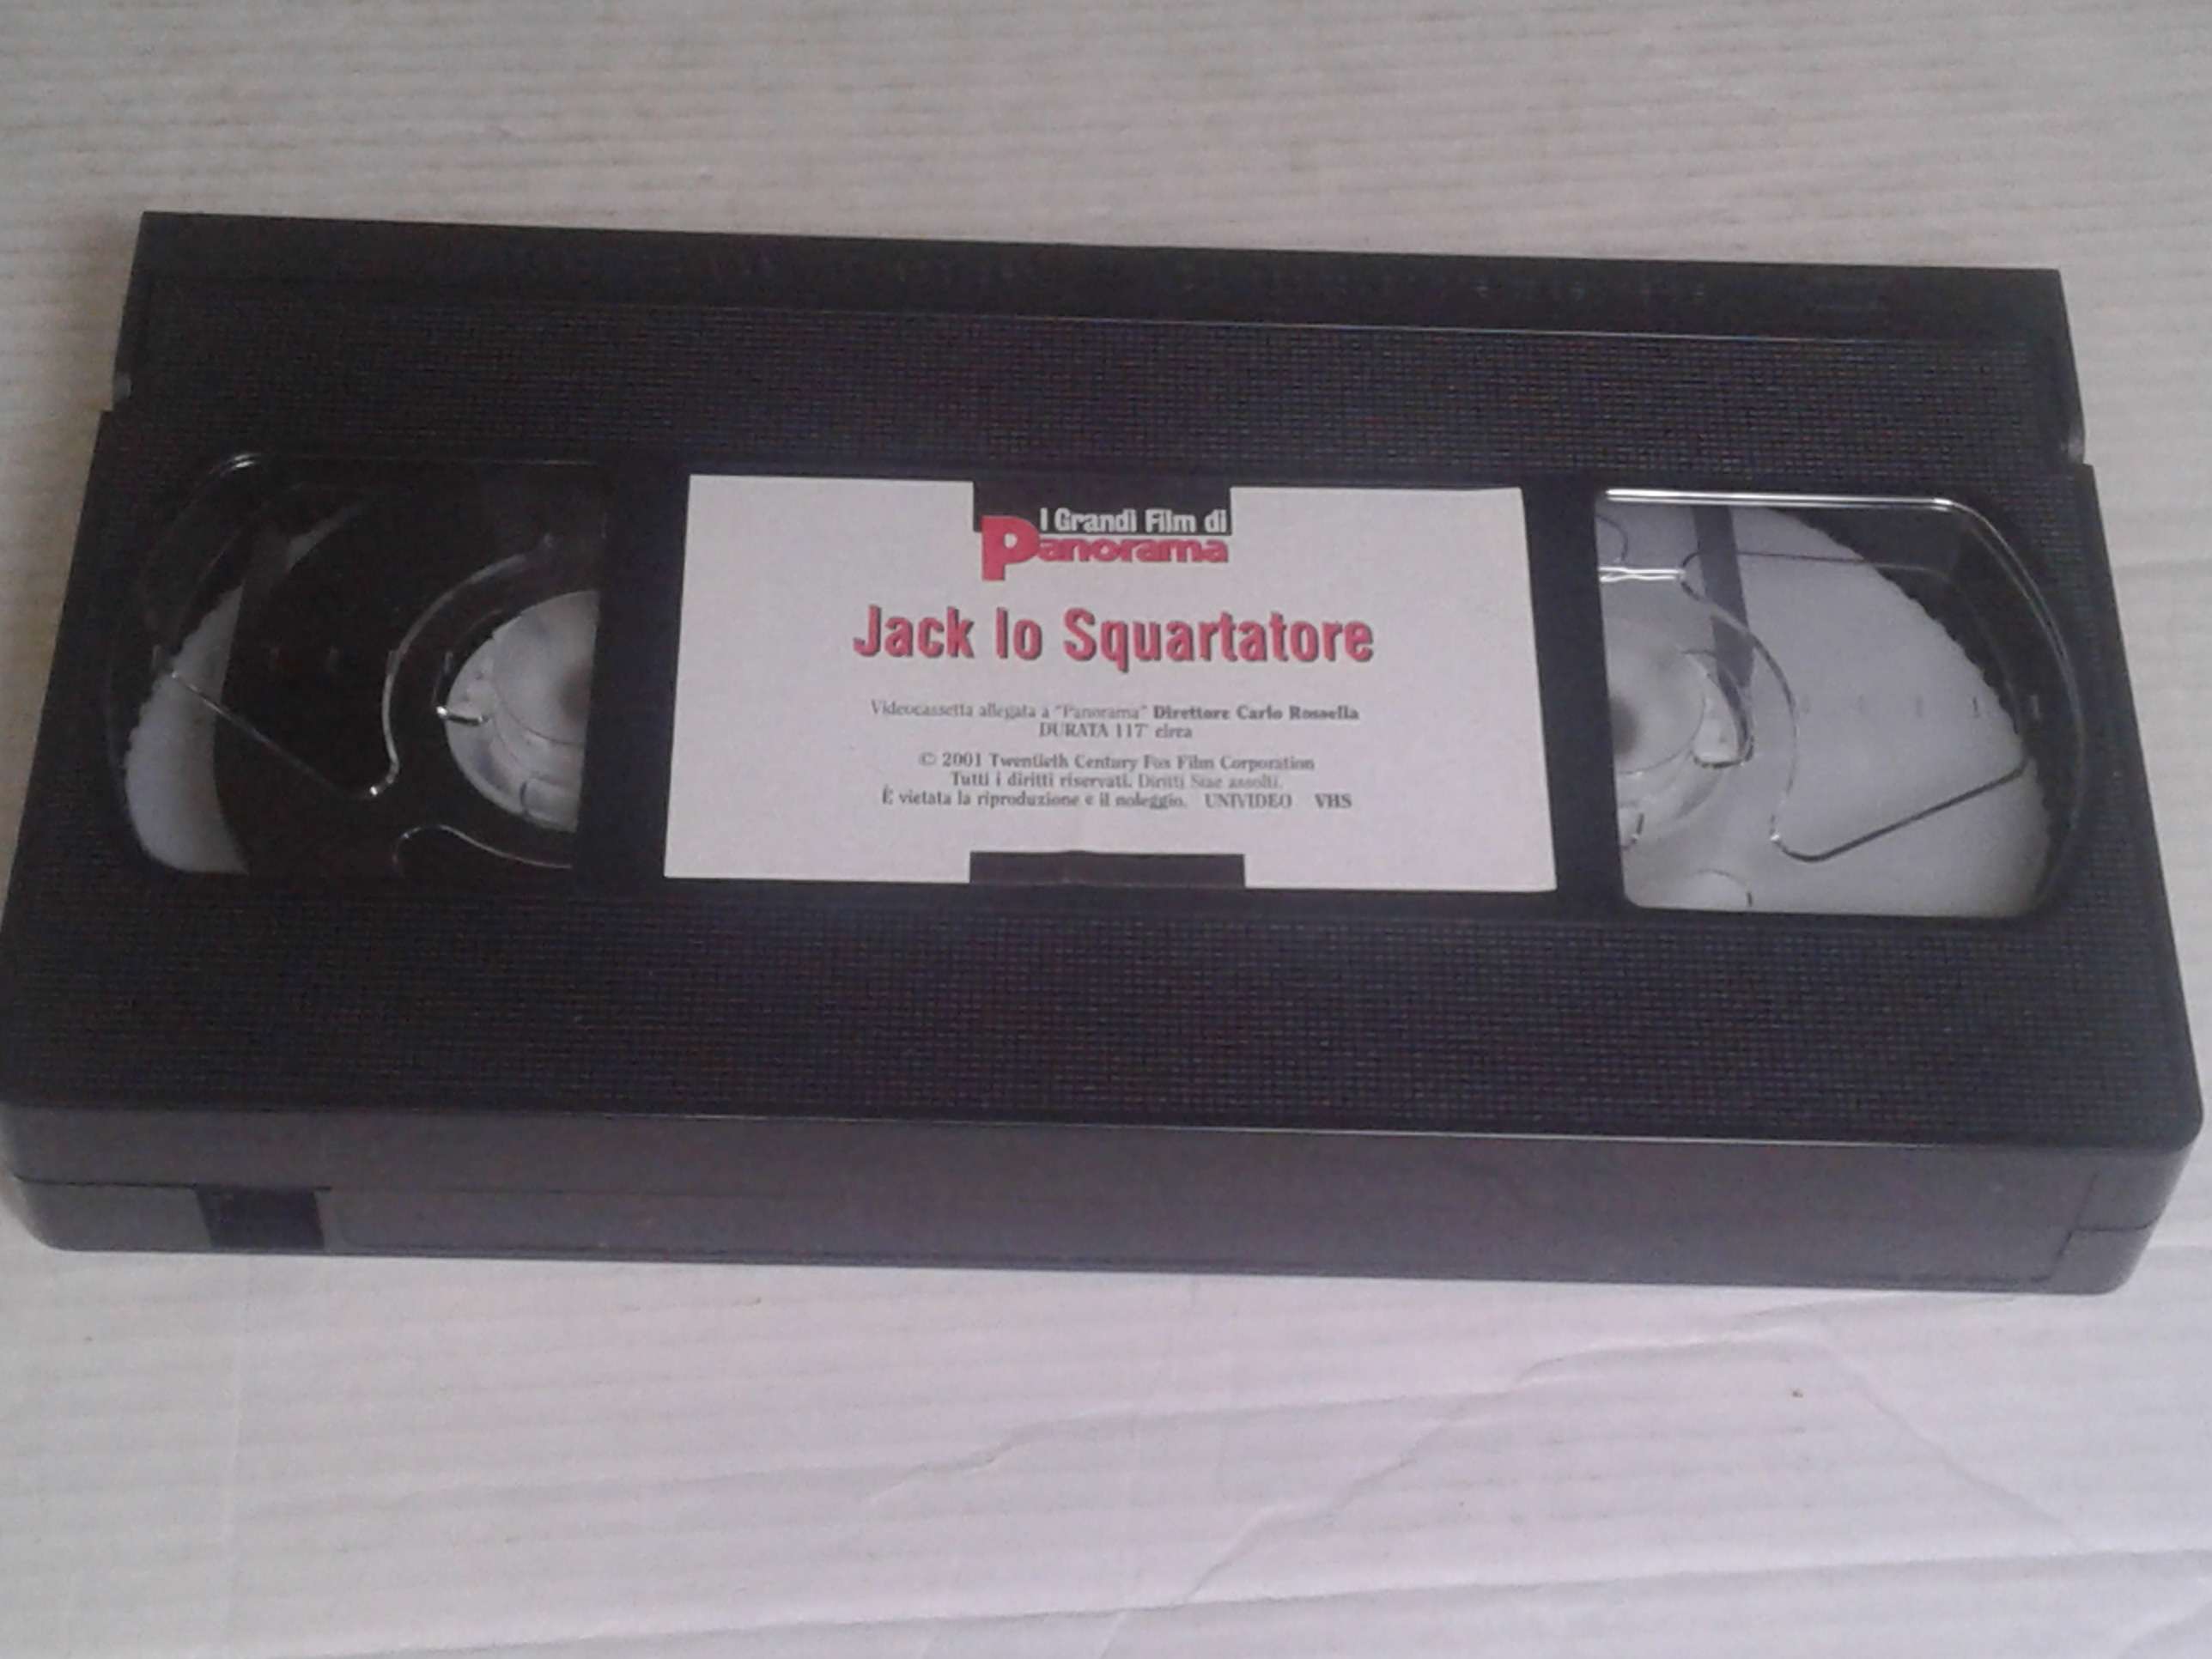 I Grandi Film di
Panorama
Jack lo Squartatore
Videocassetta allegata a "Panorama" Direttore Carlo Rossella
DURATA 117' circa
© 2001 Twentieth Century Fox Film Corporation
Tutti i diritti riservati. Diritti Siae assolti.
È vietata la riproduzione e il noleggio. UNIVIDEO VHS